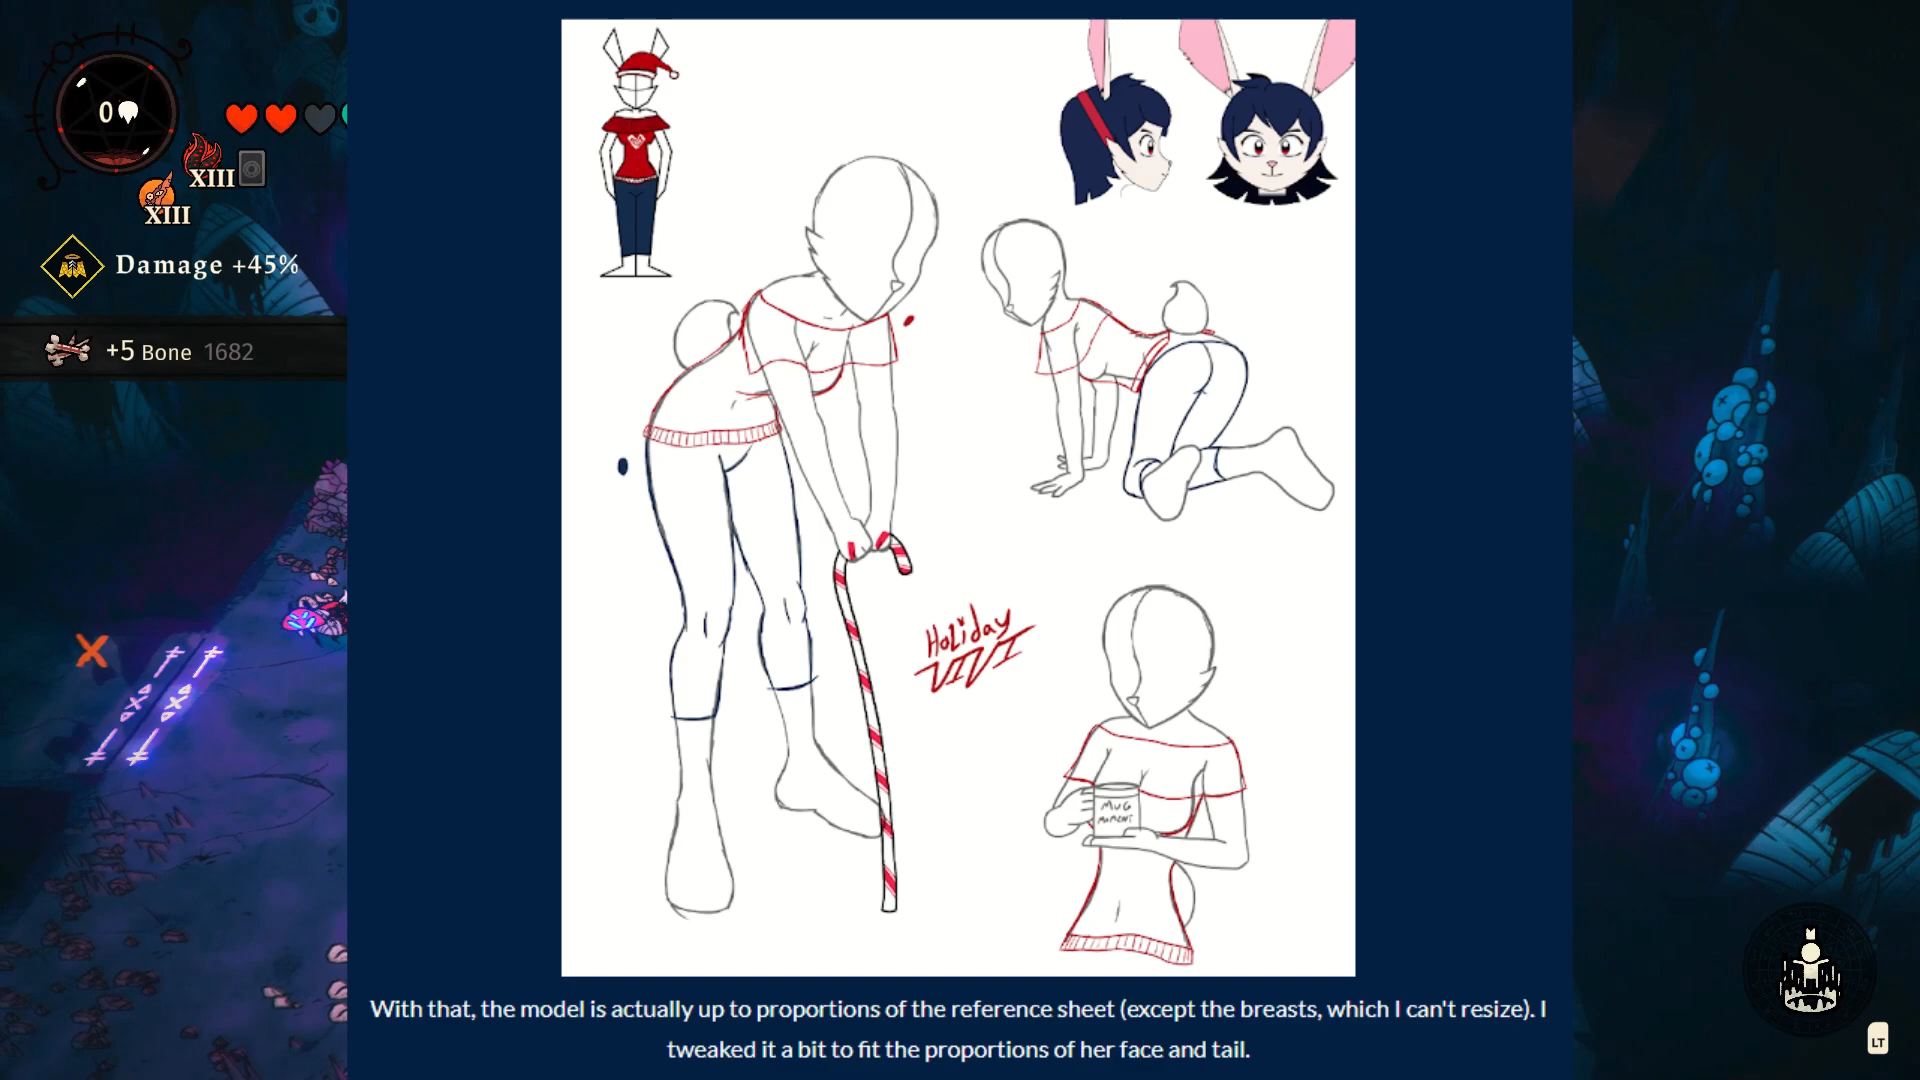 0
XIII
XIII
Damage +45%
+5 Bone 1682
Holiday
VIVI
MUG
MOMENT
With that, the model is actually up to proportions of the reference sheet (except the breasts, which I can't resize). I
tweaked it a bit to fit the proportions of her face and tail.
LT